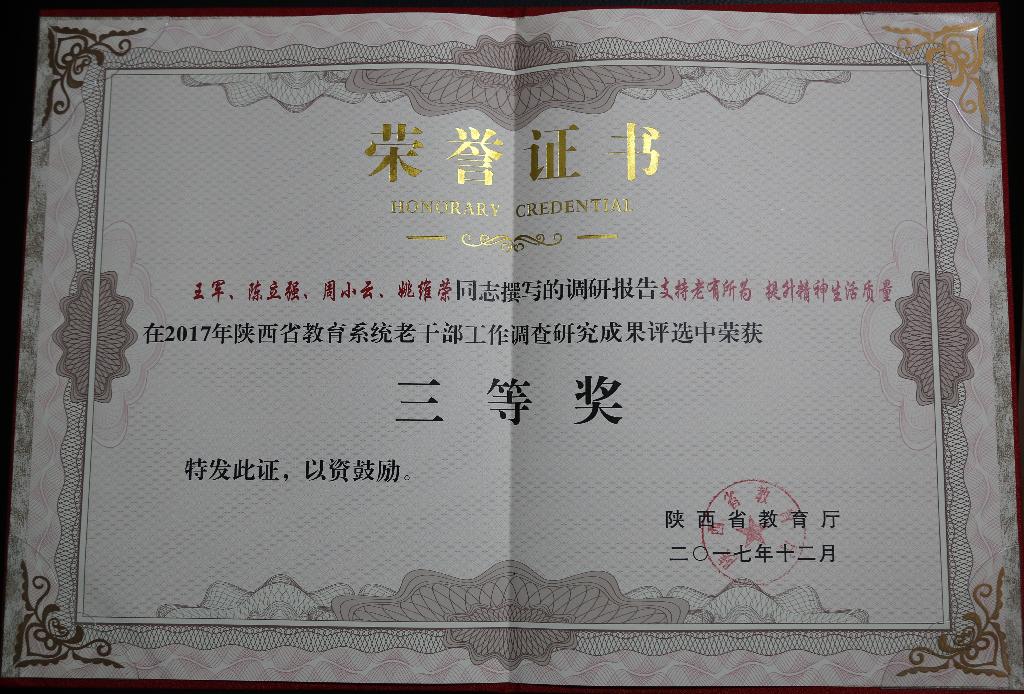 荣誉证书
HONORARY CREDENTIAL
王军、陈立强、周小云、姚维荣同志撰写的调研报告支持老有所为 提升精神生活质量
在2017年陕西省教育系统老干部工作调查研究成果评选中荣获
三等奖
特发此证，以资鼓励。
陕西省教育厅
二〇一七年十二月